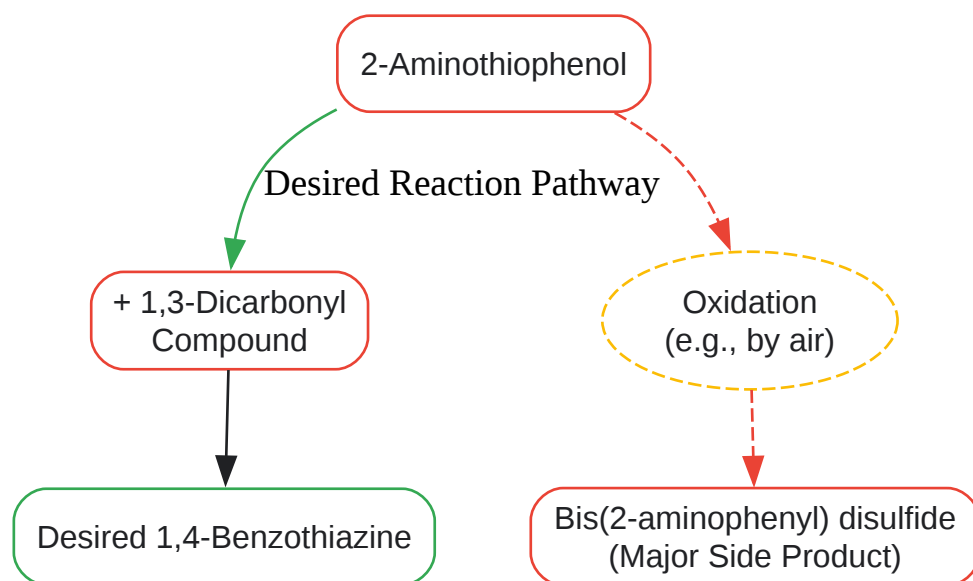 2-Aminothiophenol
Desired Reaction Pathway
+ 1,3-Dicarbonyl
Compound
Oxidation
(e.g., by air)
Desired 1,4-Benzothiazine
Bis(2-aminophenyl) disulfide
(Major Side Product)